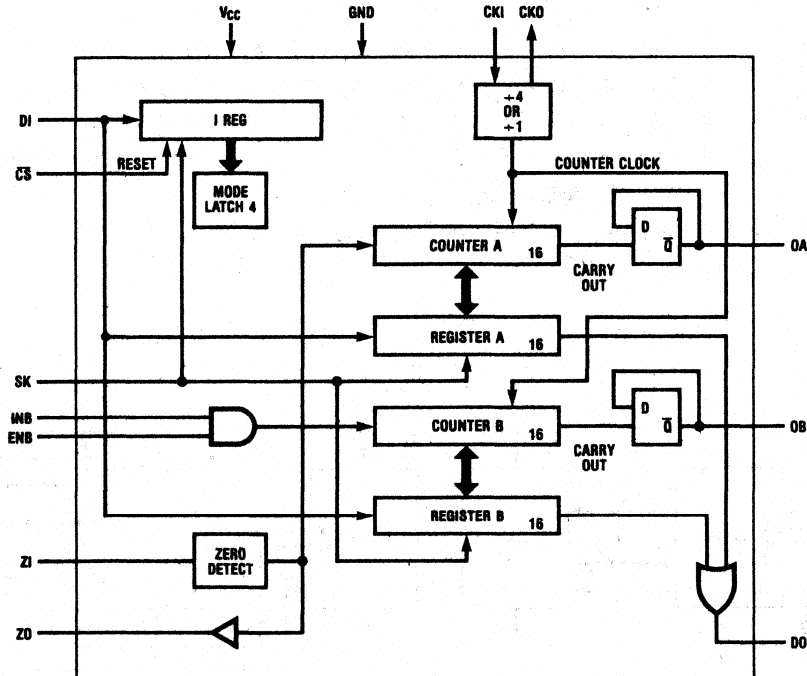 VCC GND CKI CKO
÷4
OR
÷1
DI
I REG
CS
RESET
COUNTER CLOCK
MODE
LATCH 4
COUNTER A 16
D
Q
OA
CARRY
OUT
REGISTER A 16
SK
INB
ENB
COUNTER B 16
D
Q
OB
CARRY
OUT
REGISTER B 16
ZI
ZERO
DETECT
ZO
DO